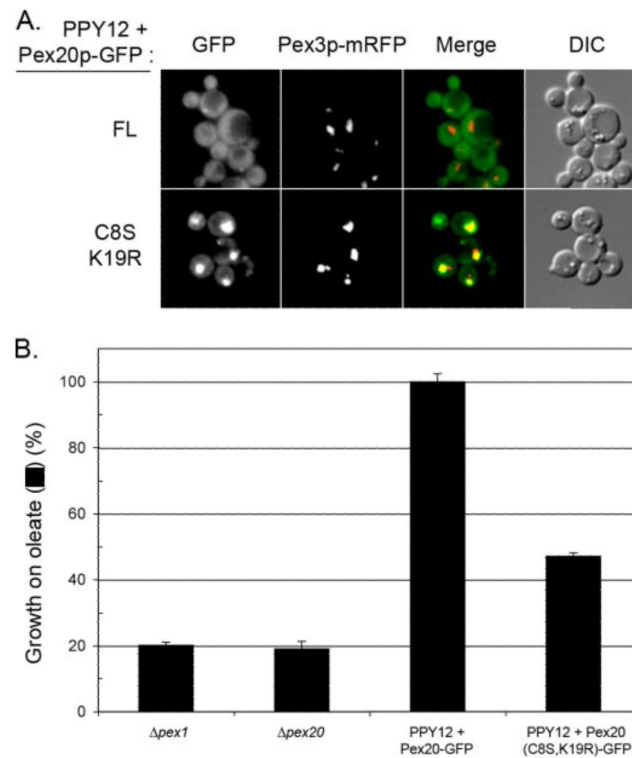 A.
PPY12 +
Pex20p-GFP :
GFP
Pex3p-mRFP
Merge
DIC
FL
C8S
K19R
B.
Growth on oleate (■) (%)
100
80
60
40
20
0
Δpex1
Δpex20
PPY12 +
Pex20-GFP
PPY12 + Pex20
(C8S,K19R)-GFP